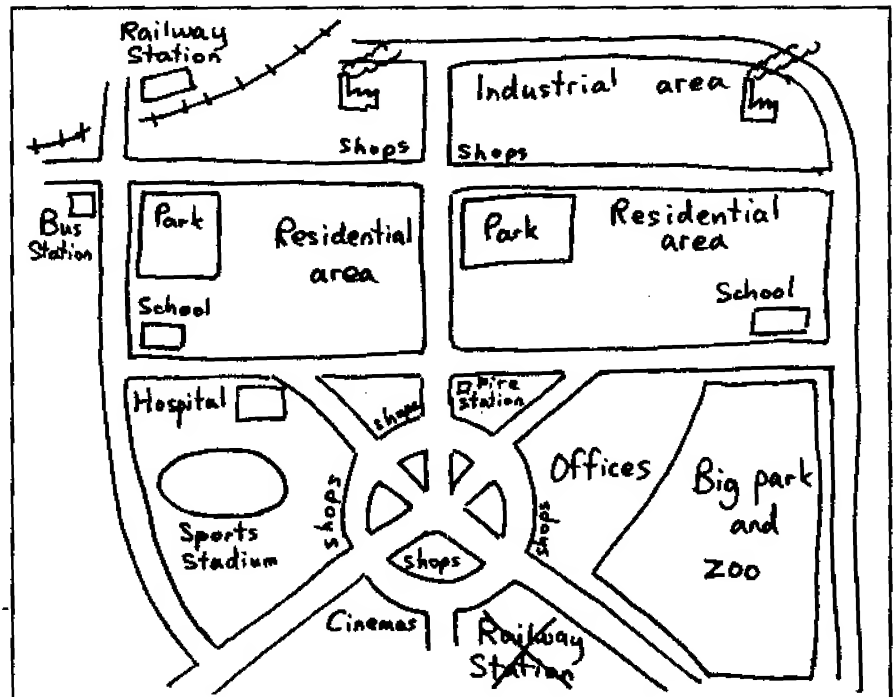 Railway
Station
Industrial area
shops
shops
Bus
Station
Park
Residential
area
Park
Residential
area
School
School
Hospital
shops
Fire
station
Sports
Stadium
shops
shops
Offices
shops
Big park
and
zoo
Cinemas
Railway
Station